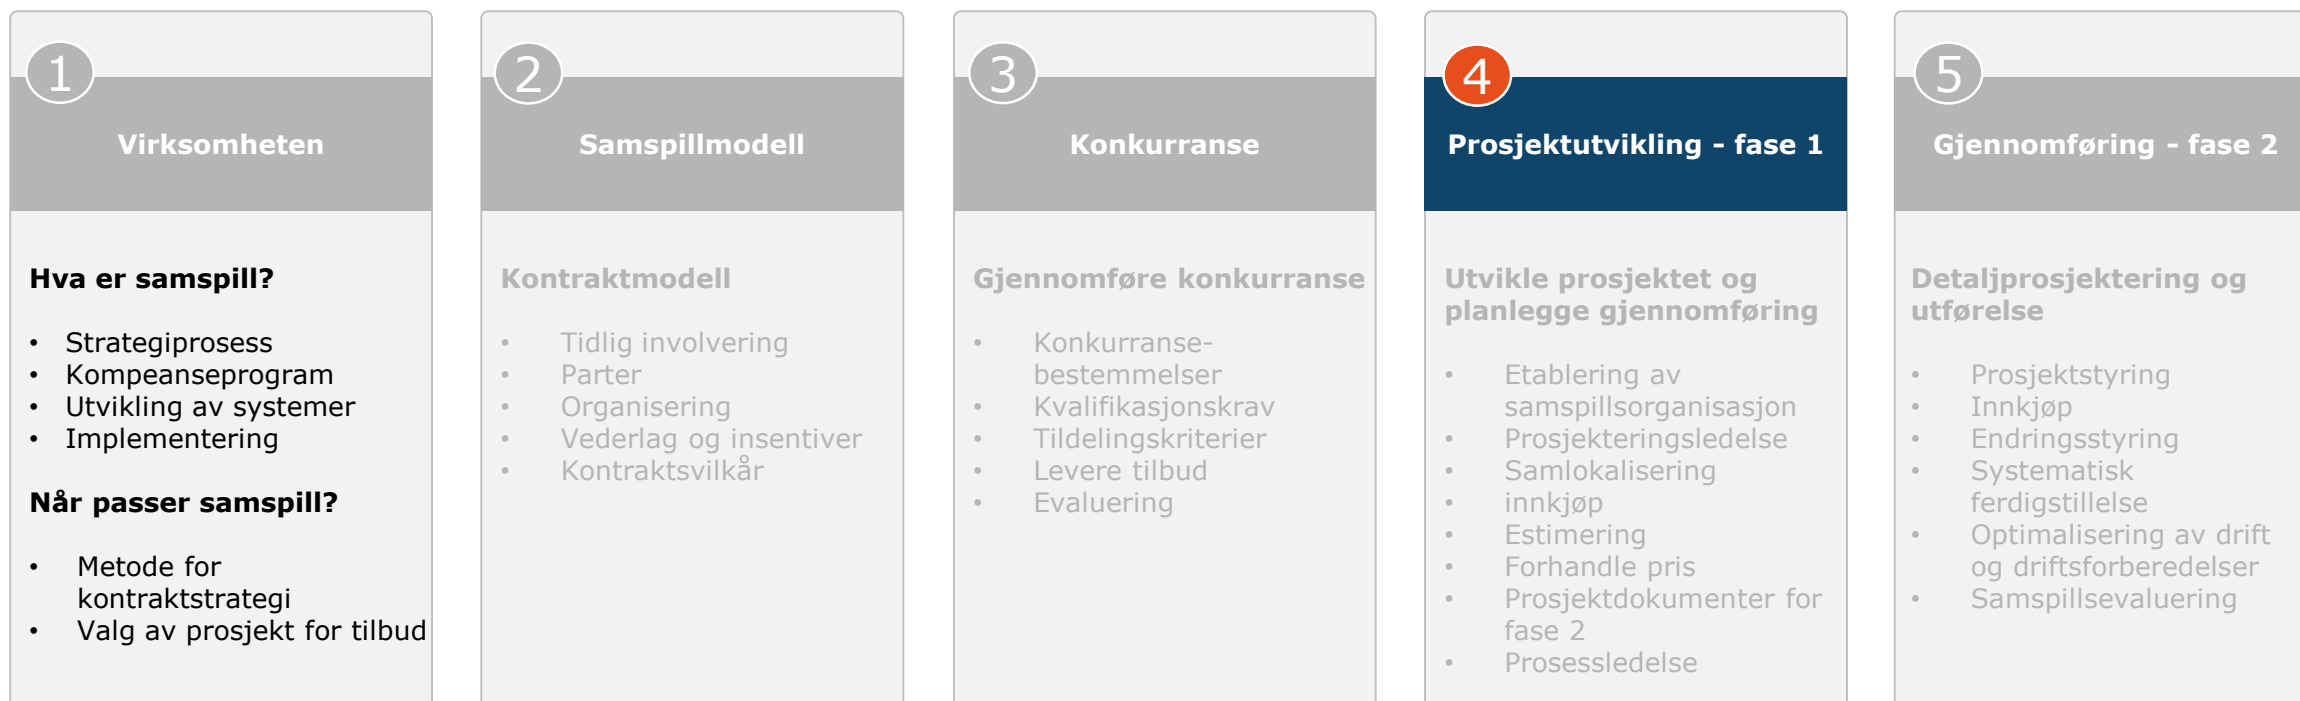 1
Virksomheten
Hva er samspill?
• Strategiprosess
• Kompeanseprogram
• Utvikling av systemer
• Implementering
Når passer samspill?
• Metode for
kontraktstrategi
• Valg av prosjekt for tilbud
2
Samspillmodell
Kontraktmodell
• Tidlig involvering
• Parter
• Organisering
• Vederlag og insentiver
• Kontraktsvilkår
3
Konkurranse
Gjennomføre konkurranse
• Konkurranse-
bestemmelser
• Kvalifikasjonskrav
• Tildelingskriterier
• Levere tilbud
• Evaluering
4
Prosjektutvikling - fase 1
Utvikle prosjektet og
planlegge gjennomføring
• Etablering av
samspillsorganisasjon
• Prosjekteringsledelse
• Samlokalisering
• innkjøp
• Estimering
• Forhandle pris
• Prosjektdokumenter for
fase 2
• Prosessledelse
5
Gjennomføring - fase 2
Detaljprosjektering og
utførelse
• Prosjektstyring
• Innkjøp
• Endringsstyring
• Systematisk
ferdigstillelse
• Optimalisering av drift
og driftsforberedelser
• Samspillsevaluering